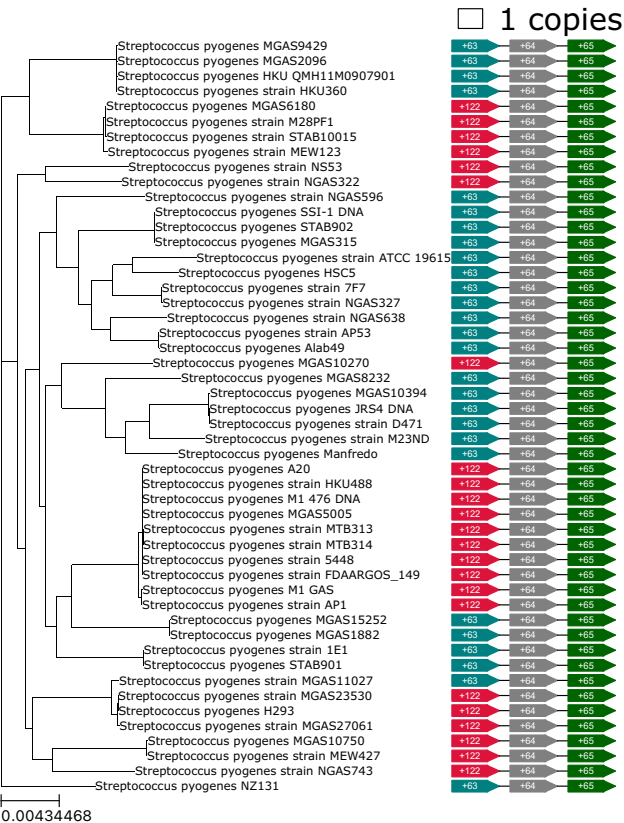 1 copies
Streptococcus pyogenes MGAS9429 +63 +64 +65
Streptococcus pyogenes MGAS2096 +63 +64 +65
Streptococcus pyogenes HKU QMH11M0907901 +63 +64 +65
Streptococcus pyogenes strain HKU360 +63 +64 +65
Streptococcus pyogenes MGAS6180 +122 +64 +65
Streptococcus pyogenes strain M28PF1 +122 +64 +65
Streptococcus pyogenes strain STAB10015 +122 +64 +65
Streptococcus pyogenes strain MEW123 +122 +64 +65
Streptococcus pyogenes strain NS53 +122 +64 +65
Streptococcus pyogenes strain NGAS322 +122 +64 +65
Streptococcus pyogenes strain NGAS596 +63 +64 +65
Streptococcus pyogenes SSI-1 DNA +63 +64 +65
Streptococcus pyogenes STAB902 +63 +64 +65
Streptococcus pyogenes MGAS315 +63 +64 +65
Streptococcus pyogenes strain ATCC 19615 +63 +64 +65
Streptococcus pyogenes HSC5 +63 +64 +65
Streptococcus pyogenes strain 7F7 +63 +64 +65
Streptococcus pyogenes strain NGAS327 +63 +64 +65
Streptococcus pyogenes strain NGAS638 +63 +64 +65
Streptococcus pyogenes strain AP53 +63 +64 +65
Streptococcus pyogenes Alab49 +63 +64 +65
Streptococcus pyogenes MGAS10270 +122 +64 +65
Streptococcus pyogenes MGAS8232 +63 +64 +65
Streptococcus pyogenes MGAS10394 +63 +64 +65
Streptococcus pyogenes JRS4 DNA +63 +64 +65
Streptococcus pyogenes strain D471 +63 +64 +65
Streptococcus pyogenes strain M23ND +63 +64 +65
Streptococcus pyogenes Manfredo +63 +64 +65
Streptococcus pyogenes A20 +122 +64 +65
Streptococcus pyogenes strain HKU488 +122 +64 +65
Streptococcus pyogenes M1 476 DNA +122 +64 +65
Streptococcus pyogenes MGAS5005 +122 +64 +65
Streptococcus pyogenes strain MTB313 +122 +64 +65
Streptococcus pyogenes strain MTB314 +122 +64 +65
Streptococcus pyogenes strain 5448 +122 +64 +65
Streptococcus pyogenes strain FDAARGOS_149 +122 +64 +65
Streptococcus pyogenes M1 GAS +122 +64 +65
Streptococcus pyogenes strain AP1 +122 +64 +65
Streptococcus pyogenes MGAS15252 +63 +64 +65
Streptococcus pyogenes MGAS1882 +63 +64 +65
Streptococcus pyogenes strain 1E1 +63 +64 +65
Streptococcus pyogenes STAB901 +63 +64 +65
Streptococcus pyogenes strain MGAS11027 +63 +64 +65
Streptococcus pyogenes strain MGAS23530 +122 +64 +65
Streptococcus pyogenes H293 +122 +64 +65
Streptococcus pyogenes strain MGAS27061 +122 +64 +65
Streptococcus pyogenes MGAS10750 +122 +64 +65
Streptococcus pyogenes strain MEW427 +122 +64 +65
Streptococcus pyogenes strain NGAS743 +122 +64 +65
Streptococcus pyogenes NZ131 +63 +64 +65
0.00434468